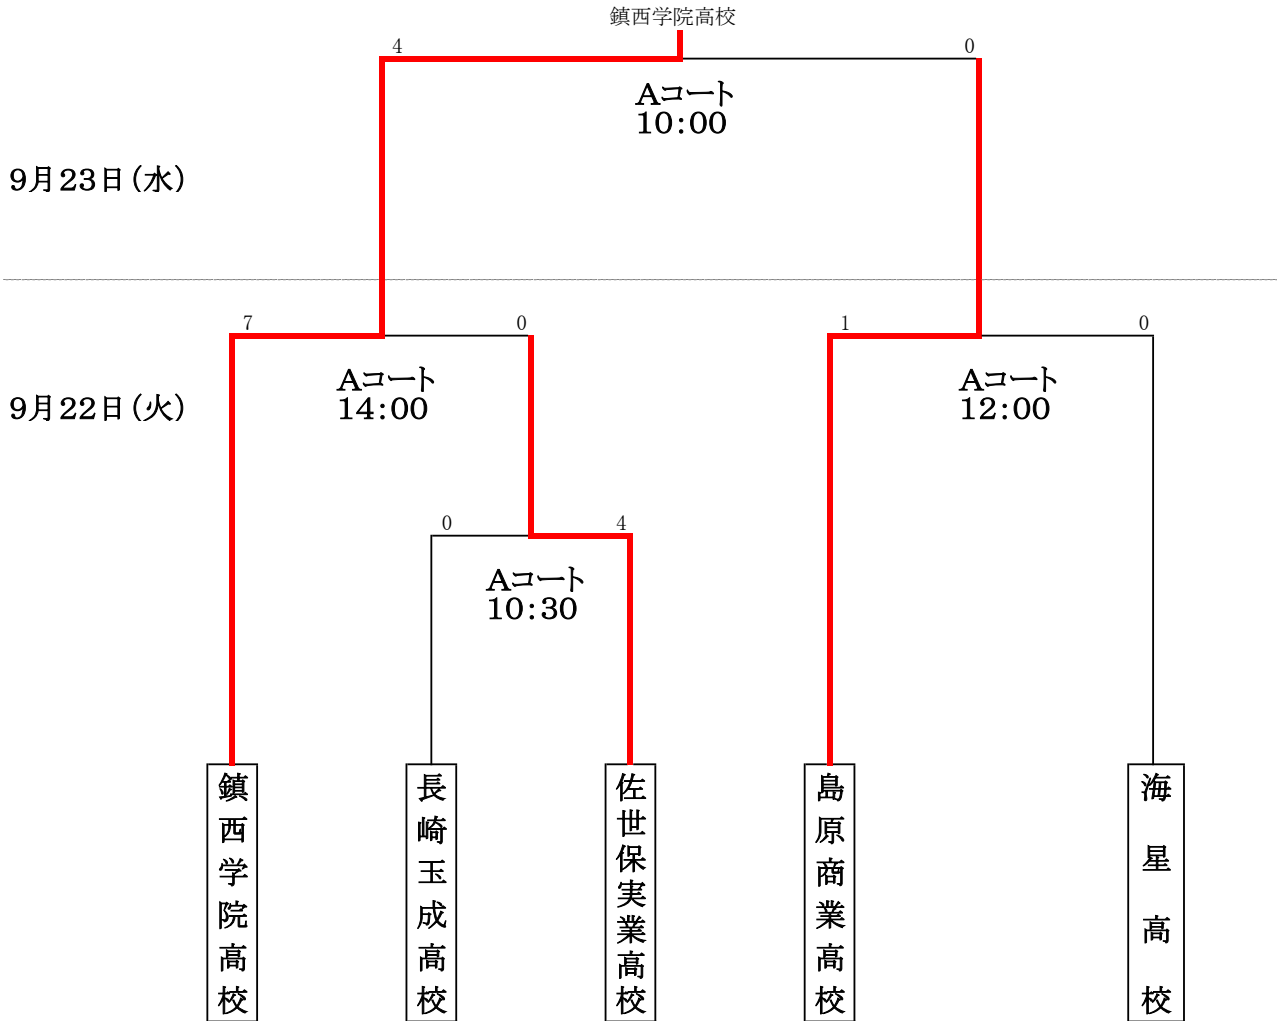 鎮西学院高校
4
0
Aコート
10:00
9月23日(水)
7
0
1
0
Aコート
14:00
Aコート
12:00
9月22日(火)
0
4
Aコート
10:30
鎮西学院高校
長崎玉成高校
佐世保実業高校
島原商業高校
海星高校